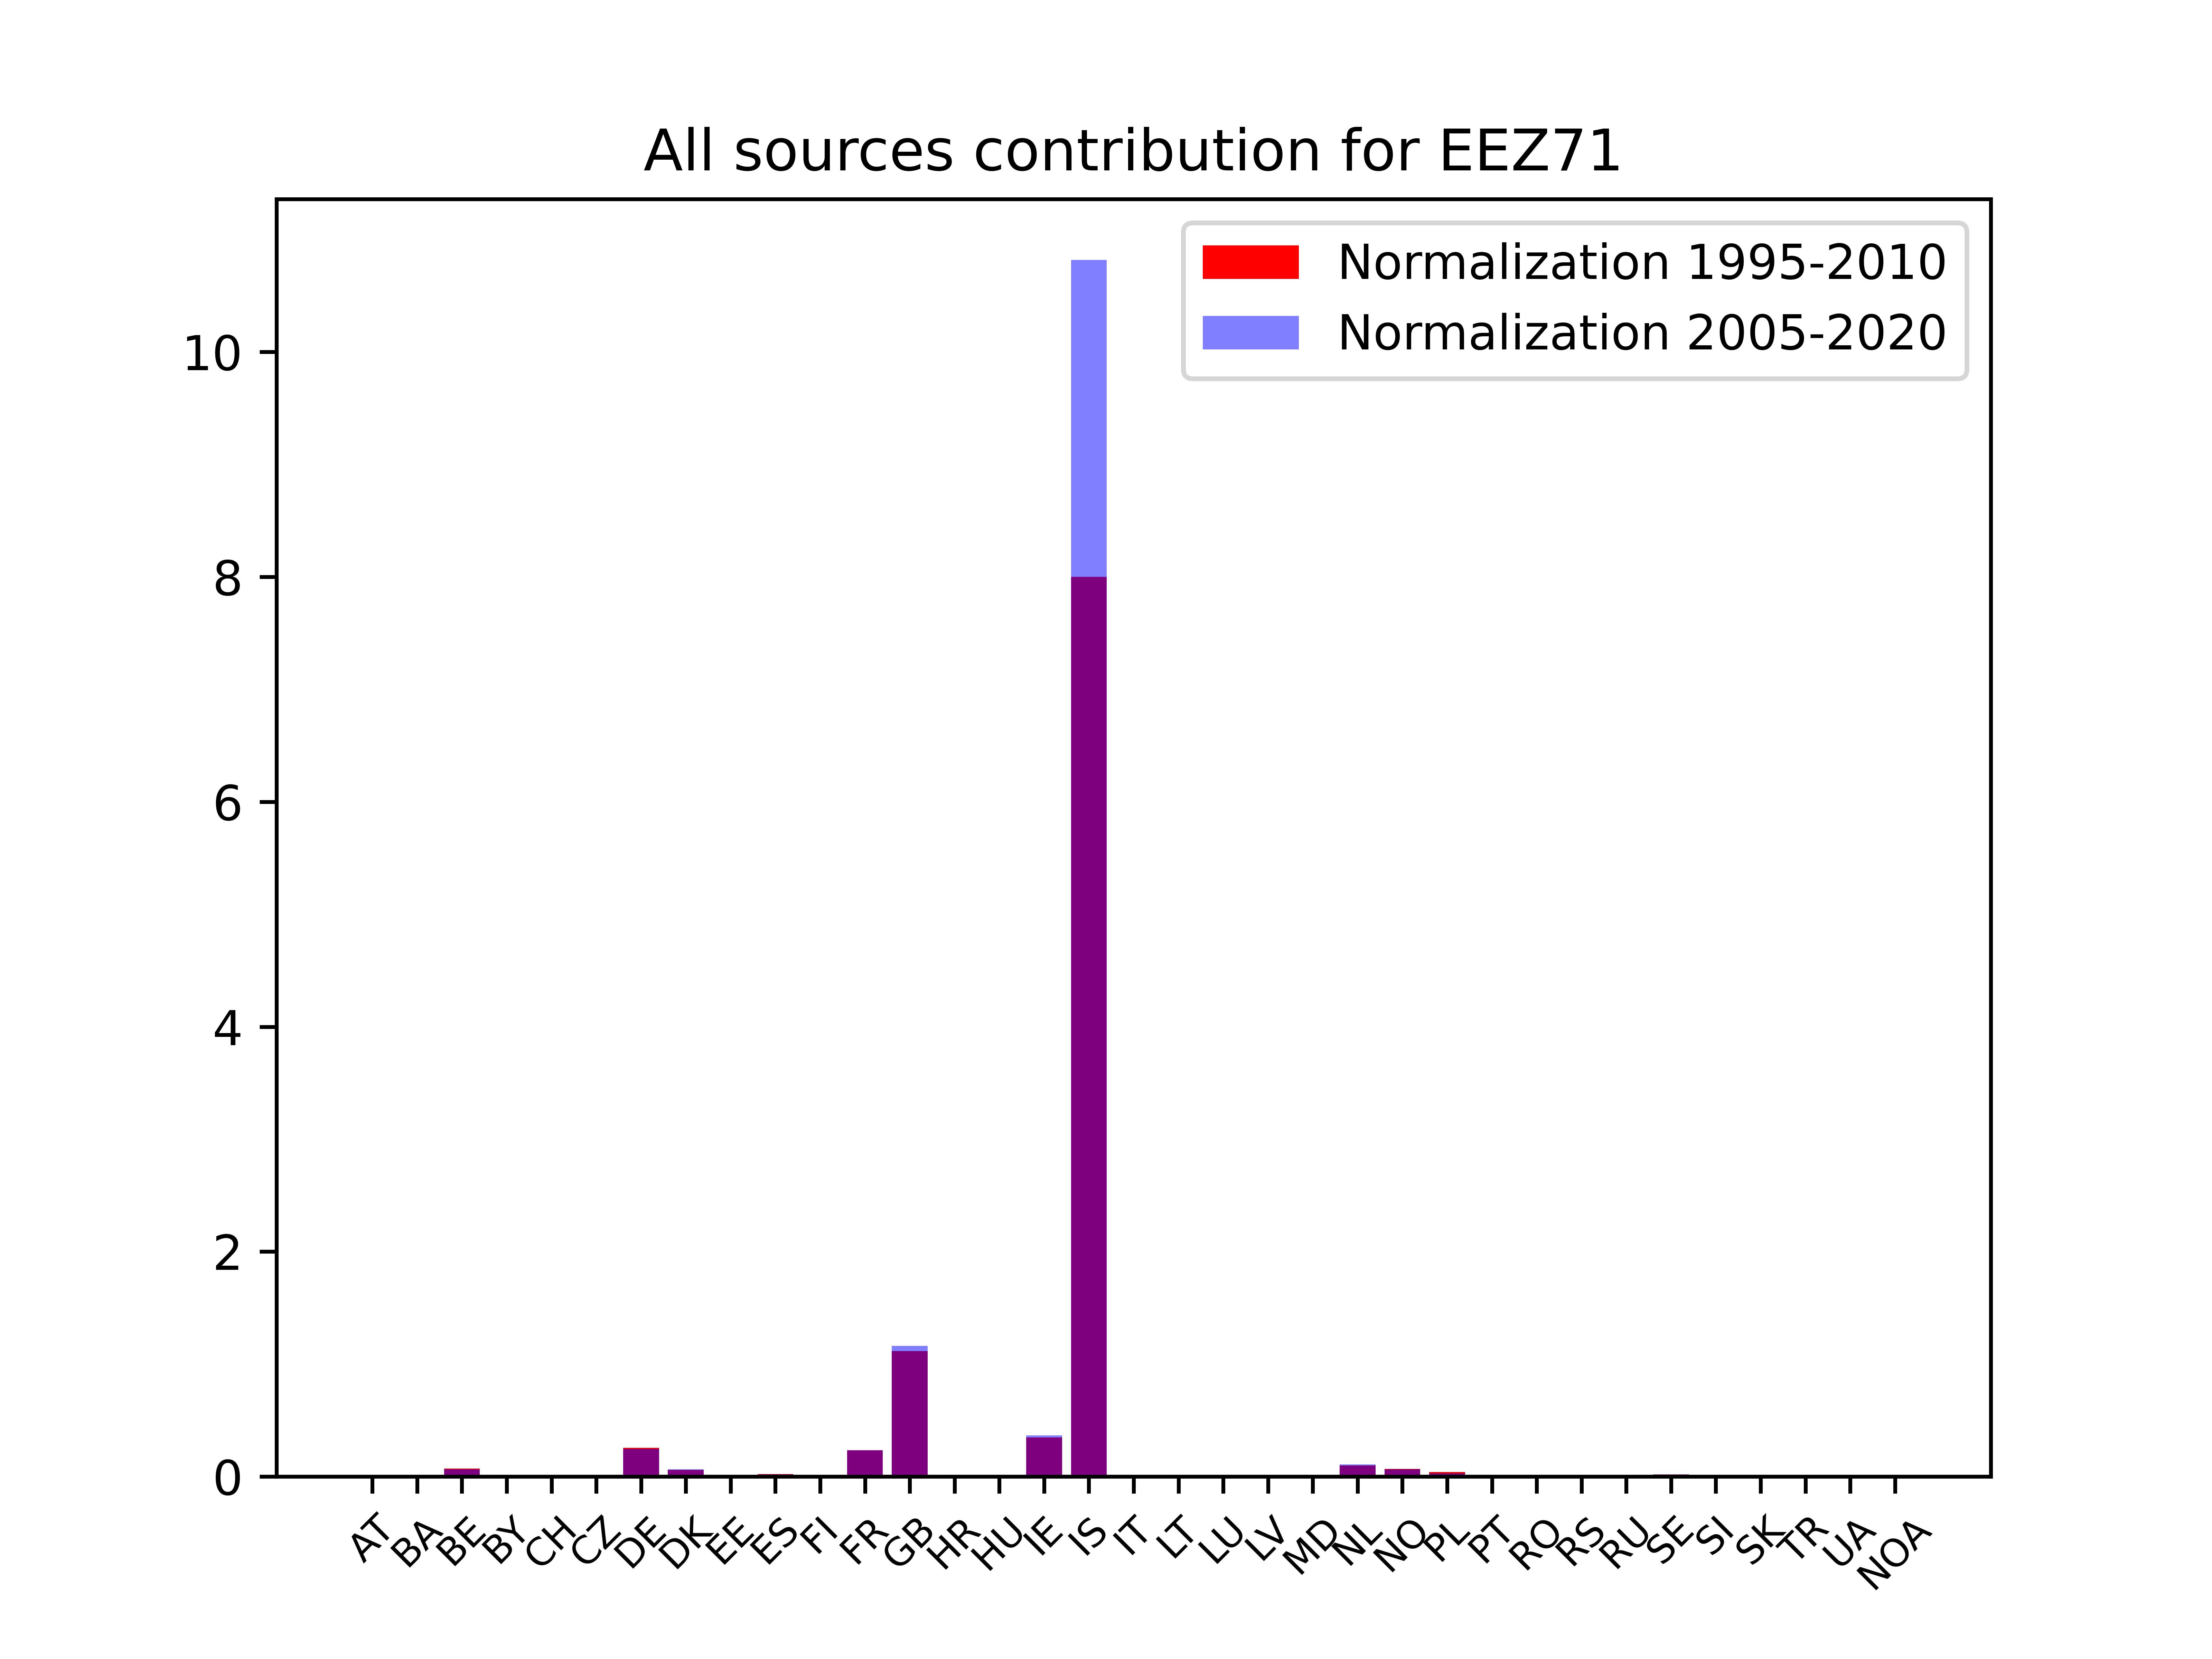 All sources contribution for EEZ71
Normalization 1995-2010
Normalization 2005-2020
10
8
6
4
2
0
AT BA BE BY CH CZ DE DK EE ES FI FR GB HR HU IE IS IT LT LU LV MD NL NO PL PT RO RS RU SE SI SK TR UA NOA